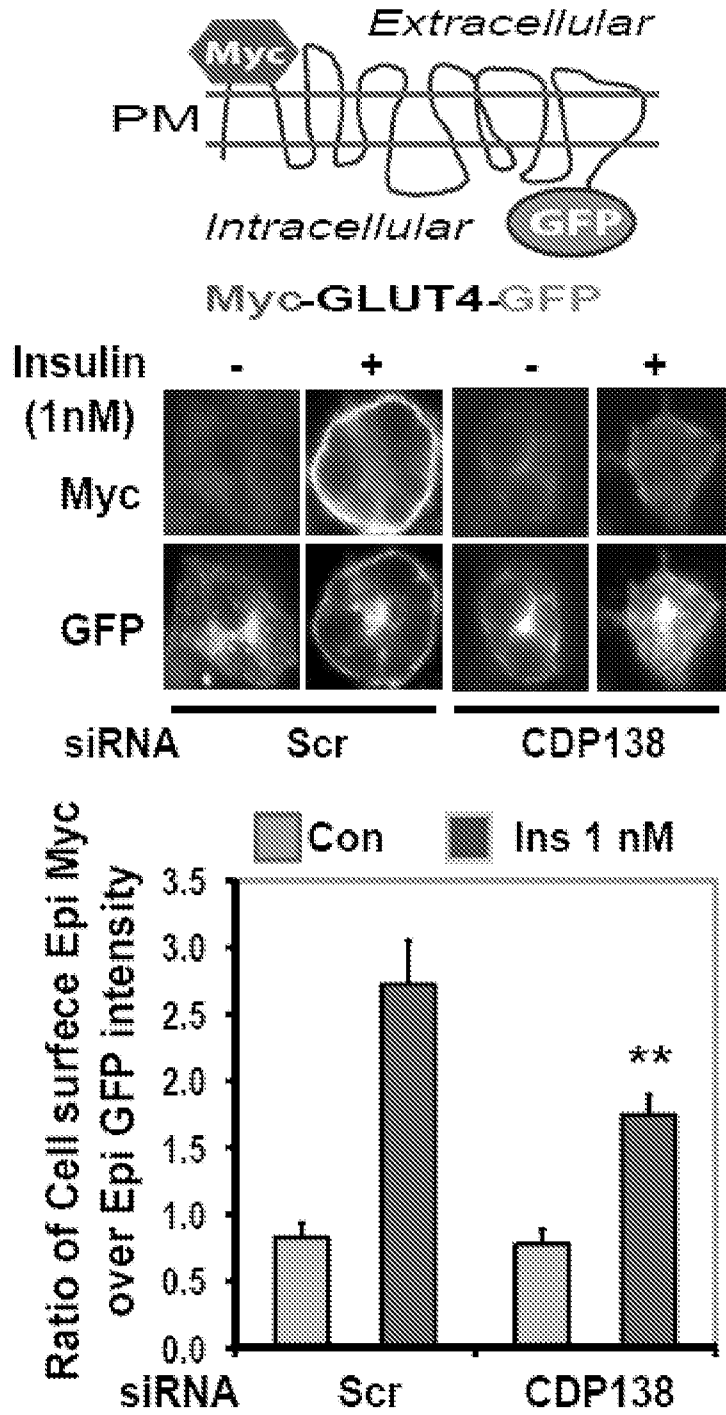 Extracellular
Myc
PM
Intracellular
GFP
Myc-GLUT4-GFP
Insulin - + - +
(1nM)
Myc
GFP
siRNA Scr CDP138
Con Ins 1 nM
Ratio of Cell surfece Epi Myc
over Epi GFP intensity
3.5
3.0
2.5
2.0
1.5
1.0
0.5
0.0
**
siRNA Scr CDP138